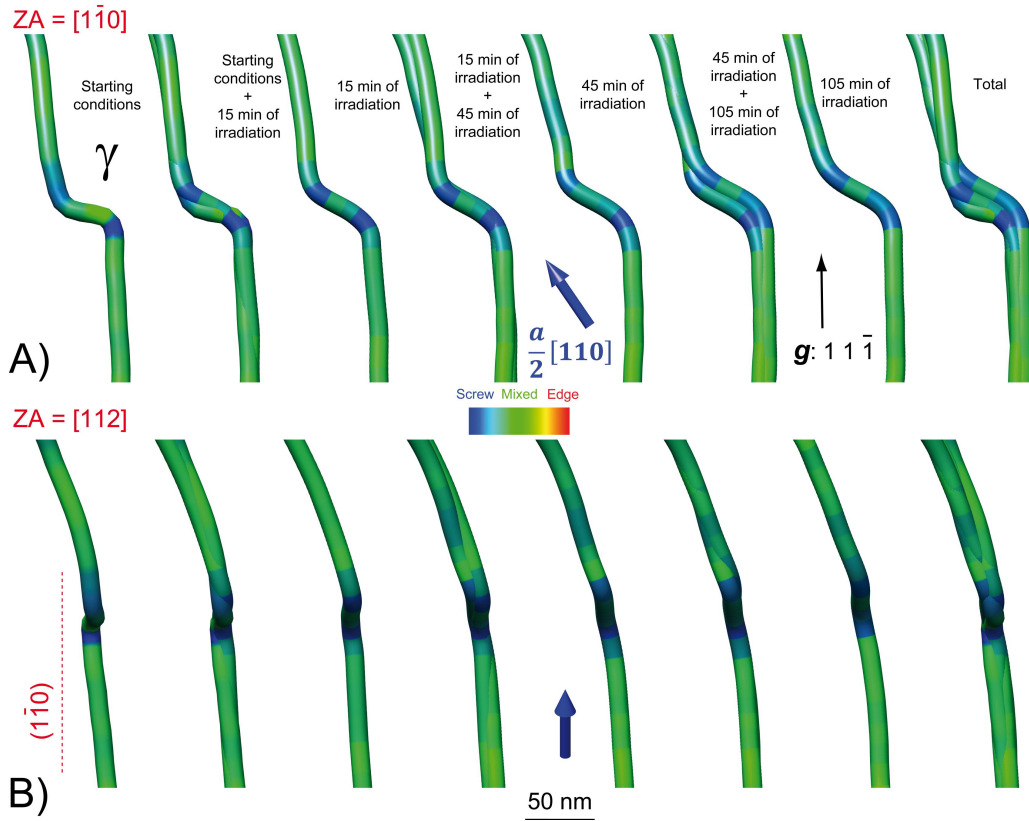 ZA = [11̄0]
Starting
conditions
γ
Starting
conditions
+
15 min of
irradiation
15 min of
irradiation
15 min of
irradiation
+
45 min of
irradiation
45 min of
irradiation
45 min of
irradiation
+
105 min of
irradiation
105 min of
irradiation
Total
a/2 [110]
g: 1 1 1̄
A)
Screw Mixed Edge
ZA = [112]
(11̄0)
B)
50 nm